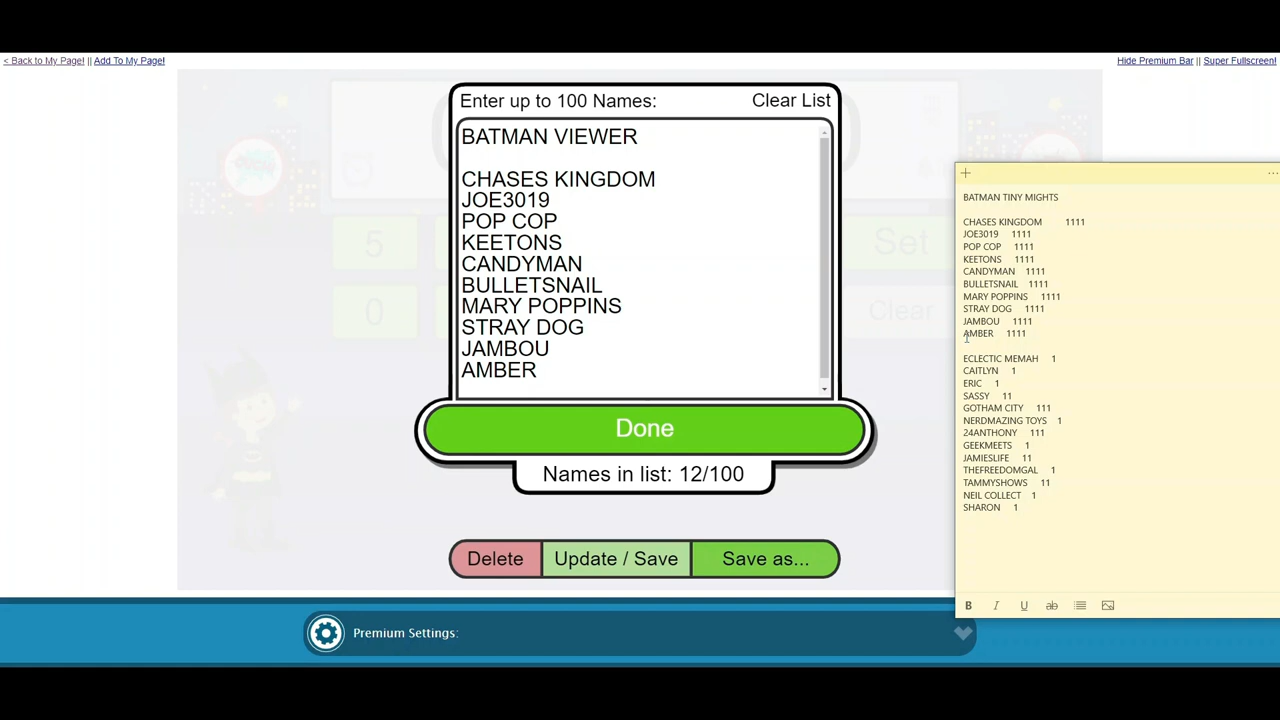 < Back to My Page! || Add To My Page!
Hide Premium Bar || Super Fullscreen!
Enter up to 100 Names:
Clear List
BATMAN VIEWER
CHASES KINGDOM
JOE3019
POP COP
KEETONS
CANDYMAN
BULLETSNAIL
MARY POPPINS
STRAY DOG
JAMBOU
AMBER
Done
Names in list: 12/100
Delete
Update / Save
Save as...
5
0
Set
Clear
Premium Settings:
BATMAN TINY MIGHTS
CHASES KINGDOM 1111
JOE3019 1111
POP COP 1111
KEETONS 1111
CANDYMAN 1111
BULLETSNAIL 1111
MARY POPPINS 1111
STRAY DOG 1111
JAMBOU 1111
AMBER 1111
ECLECTIC MEMAH 1
CAITLYN 1
ERIC 1
SASSY 11
GOTHAM CITY 111
NERDMAZING TOYS 1
24ANTHONY 111
GEEKMEETS 1
JAMIESLIFE 11
THEFREEDOMGAL 1
TAMMYSHOWS 11
NEIL COLLECT 1
SHARON 1
B I U ab